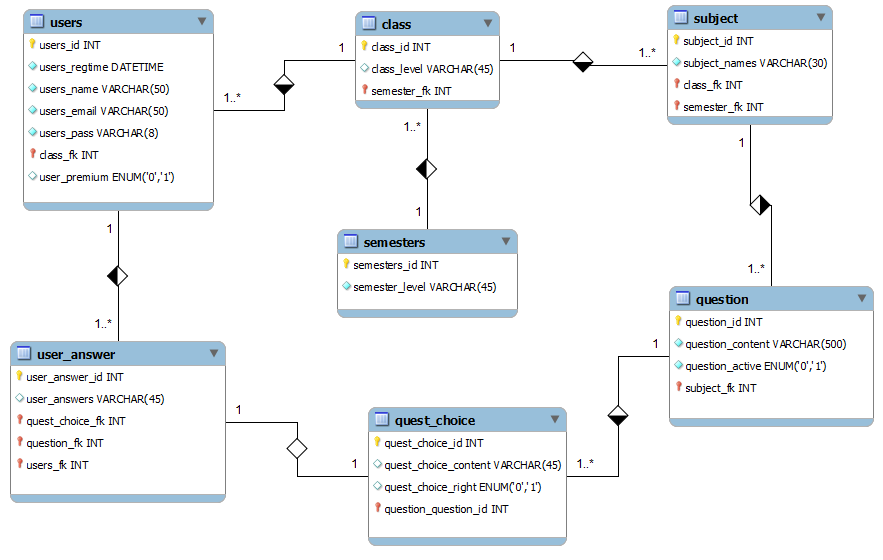 users
users_id INT
users_regtime DATETIME
users_name VARCHAR(50)
users_email VARCHAR(50)
users_pass VARCHAR(8)
class_fk INT
user_premium ENUM('0','1')
1..*
1
class
class_id INT
class_level VARCHAR(45)
semester_fk INT
1
1..*
subject
subject_id INT
subject_names VARCHAR(30)
class_fk INT
semester_fk INT
1..*
1
semesters
semesters_id INT
semester_level VARCHAR(45)
1
1..*
question
question_id INT
question_content VARCHAR(500)
question_active ENUM('0','1')
subject_fk INT
1
1..*
user_answer
user_answer_id INT
user_answers VARCHAR(45)
quest_choice_fk INT
question_fk INT
users_fk INT
1
1
quest_choice
quest_choice_id INT
quest_choice_content VARCHAR(45)
quest_choice_right ENUM('0','1')
question_question_id INT
1..*
1